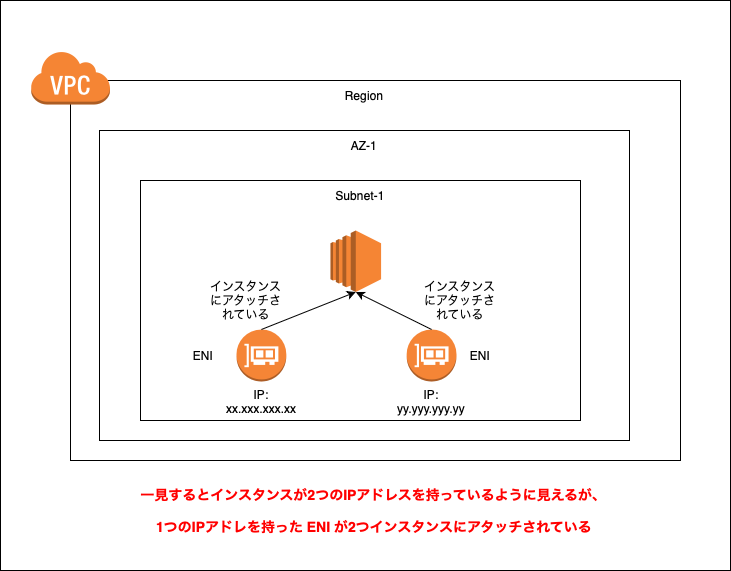 VPC
Region
AZ-1
Subnet-1
インスタンス
にアタッチさ
れている
インスタンス
にアタッチさ
れている
ENI
ENI
IP:
xx.xxx.xxx.xx
IP:
yy.yyy.yyy.yy
一見するとインスタンスが2つのIPアドレスを持っているように見えるが、
1つのIPアドレを持った ENI が2つインスタンスにアタッチされている